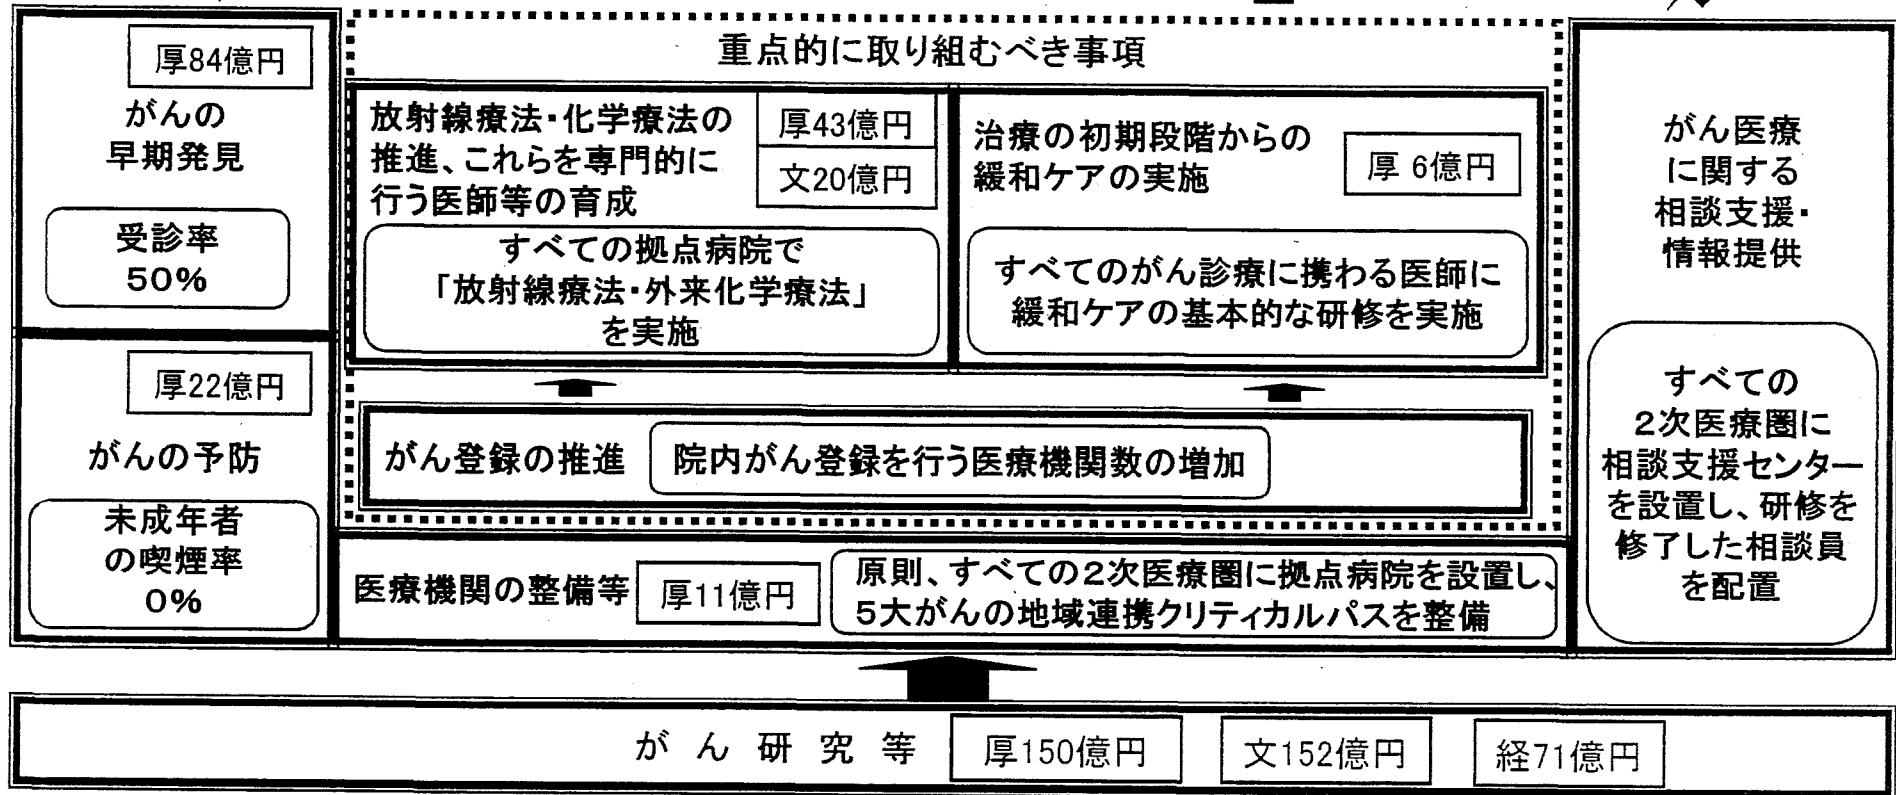 厚84億円
がんの
早期発見
受診率
50%
厚22億円
がんの予防
未成年者
の喫煙率
0%
重点的に取り組むべき事項
放射線療法・化学療法の
推進、これらを専門的に
行う医師等の育成
厚43億円
文20億円
すべての拠点病院で
「放射線療法・外来化学療法」
を実施
治療の初期段階からの
緩和ケアの実施
厚 6億円
すべてのがん診療に携わる医師に
緩和ケアの基本的な研修を実施
がん登録の推進
院内がん登録を行う医療機関数の増加
医療機関の整備等
厚11億円
原則、すべての2次医療圏に拠点病院を設置し、
5大がんの地域連携クリティカルパスを整備
がん医療
に関する
相談支援・
情報提供
すべての
2次医療圏に
相談支援センター
を設置し、研修を
修了した相談員
を配置
がん研究等
厚150億円
文152億円
経71億円